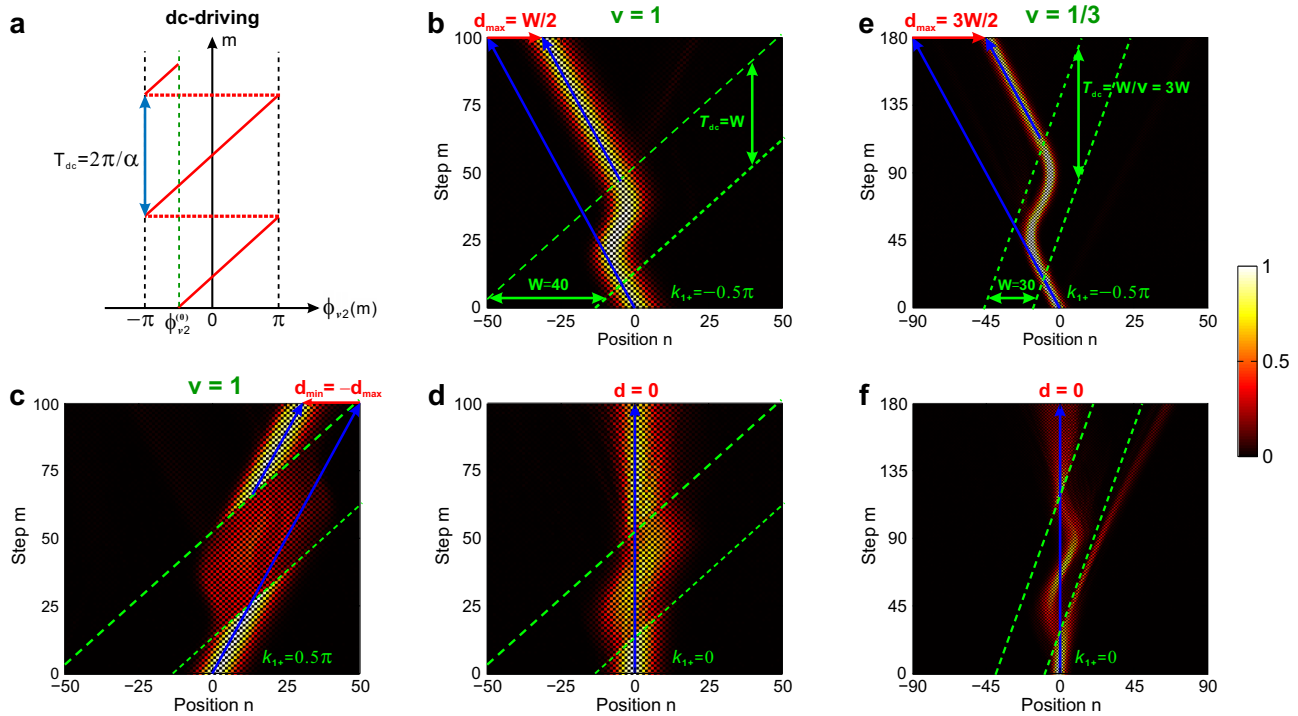 a
dc-driving
m
T_dc=2π/α
−π
ϕ_v2^(0)
0
π
ϕ_v2(m)
b
d_max= W/2
v = 1
100
75
50
25
0
Step m
T_dc=W
W=40
k_1+=−0.5π
−50
−25
0
25
50
Position n
e
d_max= 3W/2
v = 1/3
180
135
90
45
0
Step m
T_dc=W/v = 3W
W=30
k_1+=−0.5π
−90
−45
0
25
50
Position n
1
0.5
0
c
v = 1
d_min= −d_max
100
75
50
25
0
Step m
k_1+=0.5π
−50
−25
0
25
50
Position n
d
d = 0
100
75
50
25
0
Step m
k_1+=0
−50
−25
0
25
50
Position n
f
d = 0
180
135
90
45
0
Step m
k_1+=0
−90
−45
0
45
90
Position n